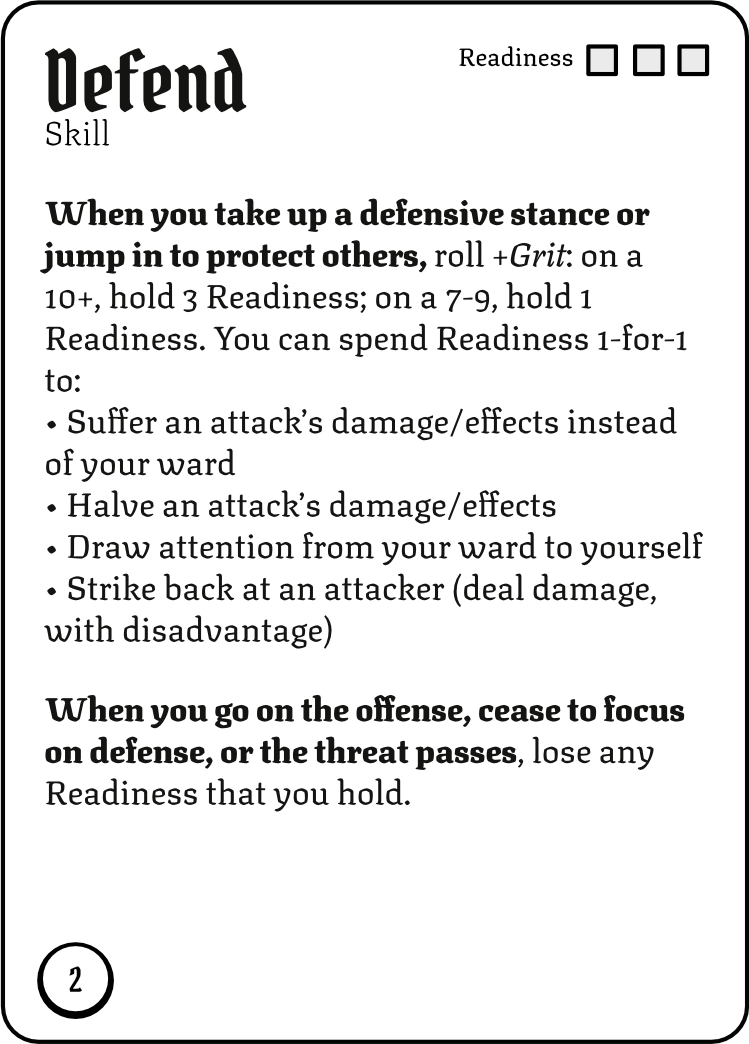 Defend
Readiness
Skill
When you take up a defensive stance or
jump in to protect others, roll +Grit: on a
10+, hold 3 Readiness; on a 7-9, hold 1
Readiness. You can spend Readiness 1-for-1
to:
• Suffer an attack’s damage/effects instead
of your ward
• Halve an attack’s damage/effects
• Draw attention from your ward to yourself
• Strike back at an attacker (deal damage,
with disadvantage)
When you go on the offense, cease to focus
on defense, or the threat passes, lose any
Readiness that you hold.
2